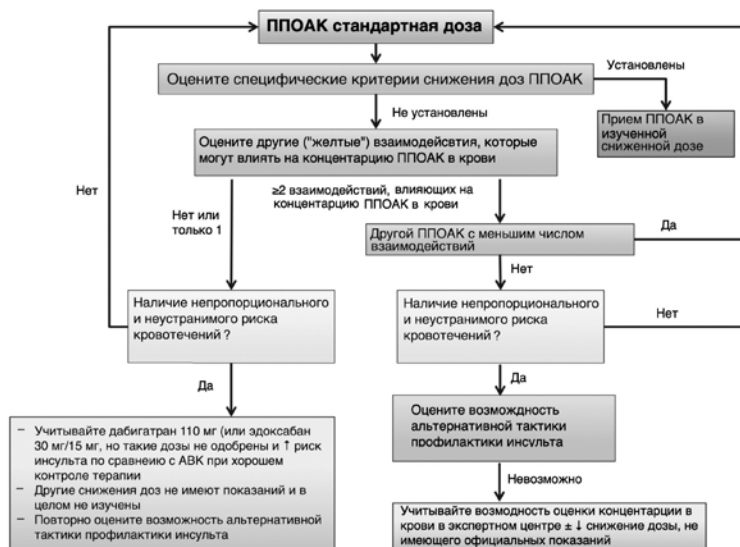 ППОАК стандартная доза
Оцените специфические критерии снижения доз ППОАК
Установлены
Не установлены
Прием ППОАК в
изученной
сниженной дозе
Оцените другие ("желтые") взаимодейсвтия, которые
могут влиять на концентарцию ППОАК в крови
Нет
≥2 взаимодействий, влияющих на
концентарцию ППОАК в крови
Нет или
только 1
Другой ППОАК с меньшим числом
взаимодействий
Да
Нет
Наличие непропорционального
и неустранимого риска
кровотечений ?
Наличие непропорционального
и неустранимого риска
кровотечений ?
Нет
Да
Да
– Учитывайте дабигатран 110 мг (или эдоксабан
30 мг/15 мг, но такие дозы не одобрены и ↑ риск
инсульта по сравнеию с АВК при хорошем
контроле терапии
– Другие снижения доз не имеют показаний и в
целом не изучены
– Повторно оцените возможность альтернативной
тактики профилактики инсульта
Оцените возмождность
альтернативной тактики
профилактики инсульта
Невозможно
Учитывайте возмодность оценки концентрации в
крови в экспертном центре ± ↓ снижение дозы, не
имеющего официальных показаний